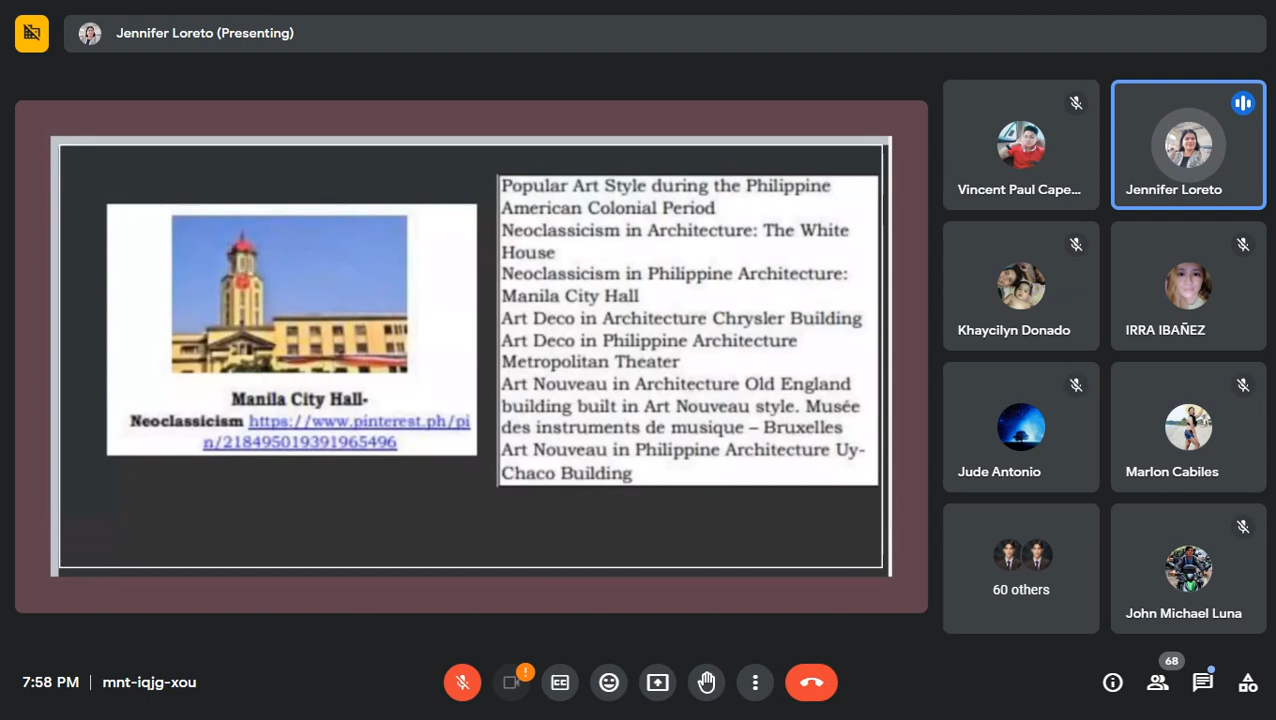 Jennifer Loreto (Presenting)
Manila City Hall-
Neoclassicism https://www.pinterest.ph/pi
n/218495019391965496
Popular Art Style during the Philippine
American Colonial Period
Neoclassicism in Architecture: The White
House
Neoclassicism in Philippine Architecture:
Manila City Hall
Art Deco in Architecture Chrysler Building
Art Deco in Philippine Architecture
Metropolitan Theater
Art Nouveau in Architecture Old England
building built in Art Nouveau style. Musée
des instruments de musique – Bruxelles
Art Nouveau in Philippine Architecture Uy-
Chaco Building
Vincent Paul Cape...
Jennifer Loreto
Khaycilyn Donado
IRRA IBAÑEZ
Jude Antonio
Marlon Cabiles
60 others
John Michael Luna
7:58 PM | mnt-iqjg-xou
!
CC
68